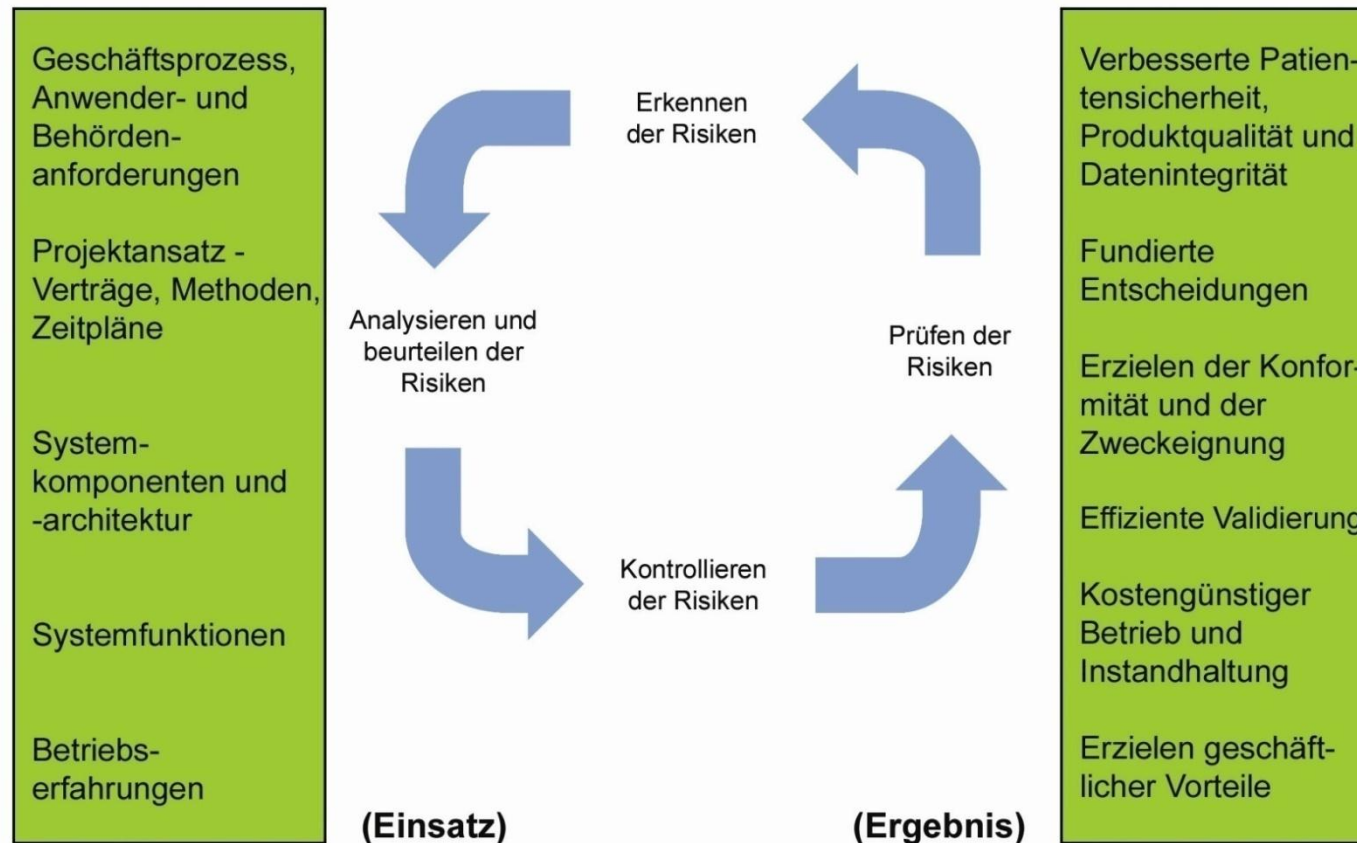 Geschäftsprozess,
Anwender- und
Behörden-
anforderungen
Projektansatz -
Verträge, Methoden,
Zeitpläne
System-
komponenten und
-architektur
Systemfunktionen
Betriebs-
erfahrungen
(Einsatz)
Erkennen
der Risiken
Analysieren und
beurteilen der
Risiken
Kontrollieren
der Risiken
Prüfen der
Risiken
(Ergebnis)
Verbesserte Patien-
tensicherheit,
Produktqualität und
Datenintegrität
Fundierte
Entscheidungen
Erzielen der Konfor-
mität und der
Zweckeignung
Effiziente Validierung
Kostengünstiger
Betrieb und
Instandhaltung
Erzielen geschäft-
licher Vorteile